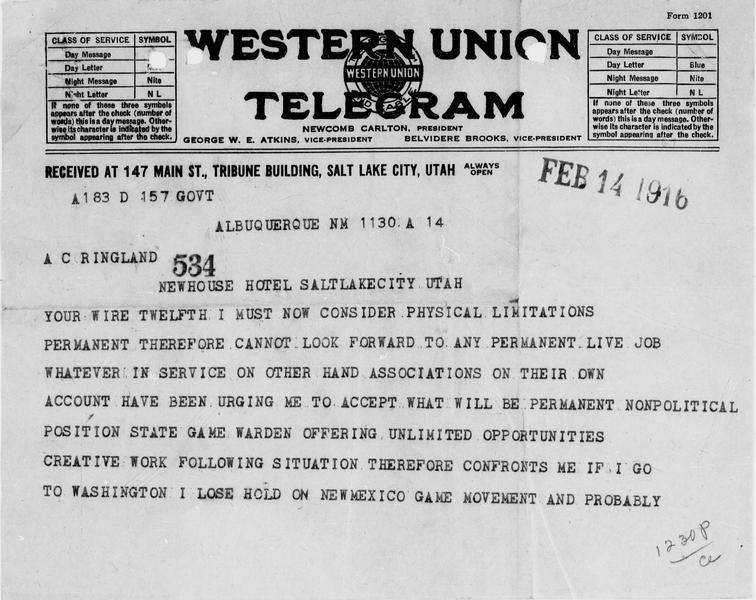 Form 1201
CLASS OF SERVICE SYMBOL
Day Message
Day Letter
Night Message Nite
Night Letter N L
If none of these three symbols
appears after the check (number of
words) this is a day message. Other-
wise its character is indicated by the
symbol appearing after the check.
WESTERN UNION
WESTERN UNION
TELEGRAM
NEWCOMB CARLTON, PRESIDENT
GEORGE W. E. ATKINS, VICE-PRESIDENT BELVIDERE BROOKS, VICE-PRESIDENT
CLASS OF SERVICE SYMBOL
Day Message
Day Letter Blue
Night Message Nite
Night Letter N L
If none of these three symbols
appears after the check (number of
words) this is a day message. Other-
wise its character is indicated by the
symbol appearing after the check.
RECEIVED AT 147 MAIN ST., TRIBUNE BUILDING, SALT LAKE CITY, UTAH ALWAYS OPEN
FEB 14 1916
A183 D 157 GOVT
ALBUQUERQUE NM 1130 A 14
A C RINGLAND 534
NEWHOUSE HOTEL SALTLAKECITY UTAH
YOUR WIRE TWELFTH I MUST NOW CONSIDER PHYSICAL LIMITATIONS
PERMANENT THEREFORE CANNOT LOOK FORWARD TO ANY PERMANENT LIVE JOB
WHATEVER IN SERVICE ON OTHER HAND ASSOCIATIONS ON THEIR OWN
ACCOUNT HAVE BEEN URGING ME TO ACCEPT WHAT WILL BE PERMANENT NONPOLITICAL
POSITION STATE GAME WARDEN OFFERING UNLIMITED OPPORTUNITIES
CREATIVE WORK FOLLOWING SITUATION THEREFORE CONFRONTS ME IF I GO
TO WASHINGTON I LOSE HOLD ON NEWMEXICO GAME MOVEMENT AND PROBABLY
1230P